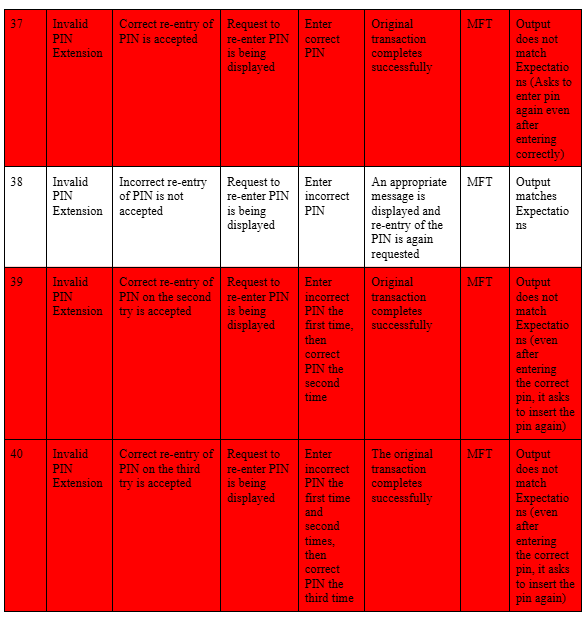 37
Invalid
PIN
Extension
Correct re-entry of
PIN is accepted
Request to
re-enter PIN
is being
displayed
Enter
correct
PIN
Original
transaction
completes
successfully
MFT
Output
does not
match
Expectatio
ns (Asks to
enter pin
again even
after
entering
correctly)
38
Invalid
PIN
Extension
Incorrect re-entry
of PIN is not
accepted
Request to
re-enter PIN
is being
displayed
Enter
incorrect
PIN
An appropriate
message is
displayed and
re-entry of the
PIN is again
requested
MFT
Output
matches
Expectatio
ns
39
Invalid
PIN
Extension
Correct re-entry of
PIN on the second
try is accepted
Request to
re-enter PIN
is being
displayed
Enter
incorrect
PIN the
first time,
then
correct
PIN the
second
time
Original
transaction
completes
successfully
MFT
Output
does not
match
Expectatio
ns (even
after
entering
the correct
pin, it asks
to insert the
pin again)
40
Invalid
PIN
Extension
Correct re-entry of
PIN on the third
try is accepted
Request to
re-enter PIN
is being
displayed
Enter
incorrect
PIN the
first time
and
second
times,
then
correct
PIN the
third time
The original
transaction
completes
successfully
MFT
Output
does not
match
Expectatio
ns (even
after
entering
the correct
pin, it asks
to insert the
pin again)